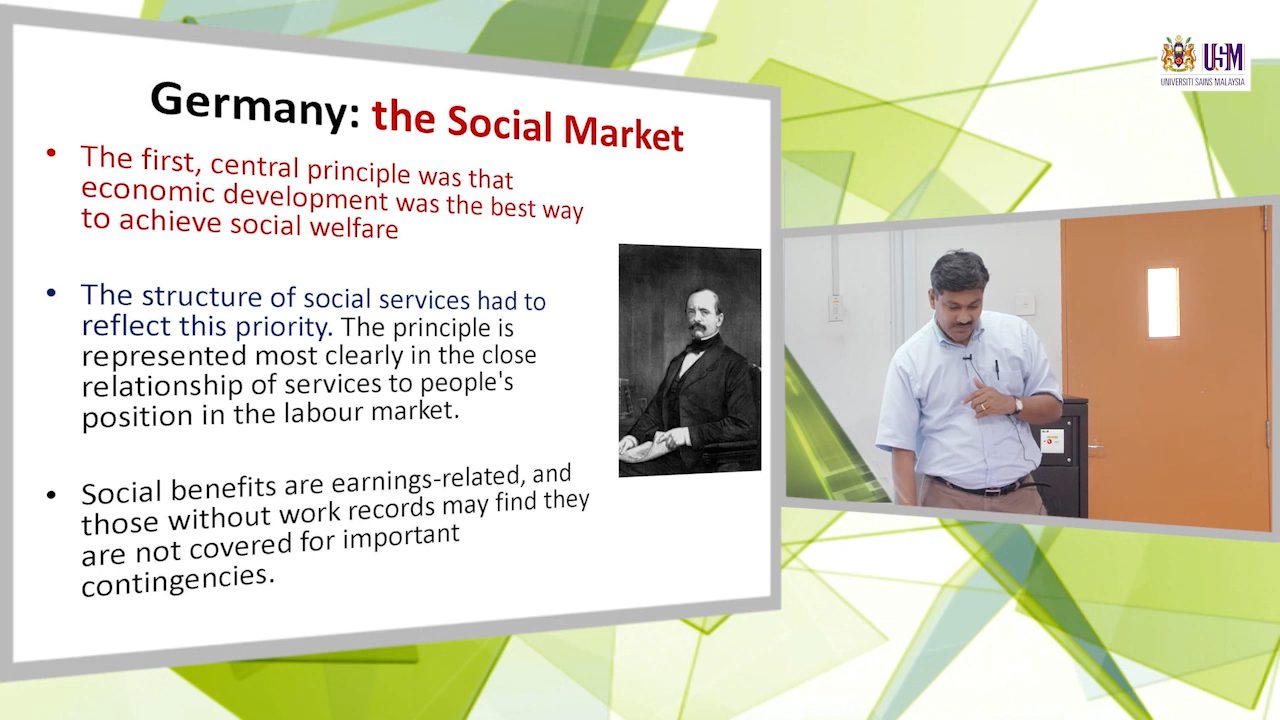 USM
UNIVERSITI SAINS MALAYSIA
Germany: the Social Market
• The first, central principle was that
economic development was the best way
to achieve social welfare
• The structure of social services had to
reflect this priority. The principle is
represented most clearly in the close
relationship of services to people's
position in the labour market.
• Social benefits are earnings-related, and
those without work records may find they
are not covered for important
contingencies.